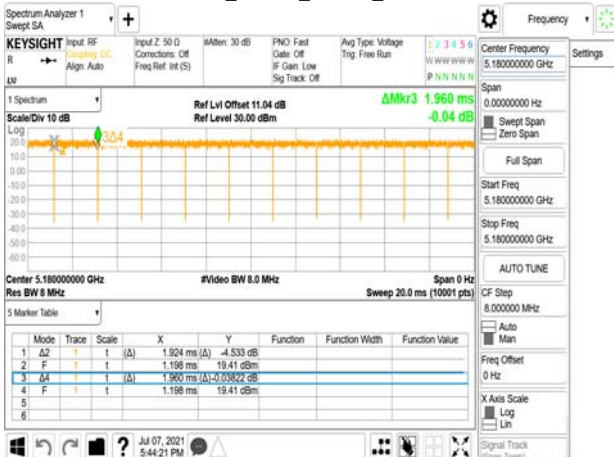 Spectrum Analyzer 1
Swept SA
+
Frequency
KEYSIGHT Input: RF
R Coupling: DC
Align: Auto
LXI
Input Z: 50 Ω
Corrections: Off
Freq Ref: Int (S)
#Atten: 30 dB
PNO: Fast
Gate: Off
IF Gain: Low
Sig Track: Off
Avg Type: Voltage
Trig: Free Run
1 2 3 4 5 6
W W W W W W
P N N N N N
1 Spectrum
Scale/Div 10 dB
Ref Lvl Offset 11.04 dB
Ref Level 30.00 dBm
ΔMkr3 1.960 ms
-0.04 dB
Log
3Δ4
20.0
10.0
0.00
-10.0
-20.0
-30.0
-40.0
-50.0
-60.0
Center 5.180000000 GHz
Res BW 8 MHz
#Video BW 8.0 MHz
Span 0 Hz
Sweep 20.0 ms (10001 pts)
5 Marker Table
Mode Trace Scale X Y Function Function Width Function Value
1 Δ2 1 t (Δ) 1.924 ms (Δ) -4.533 dB
2 F 1 t 1.198 ms 19.41 dBm
3 Δ4 1 t (Δ) 1.960 ms (Δ) -0.03822 dB
4 F 1 t 1.198 ms 19.41 dBm
5
6
?
Jul 07, 2021
5:44:21 PM
Center Frequency
5.180000000 GHz
Settings
Span
0.00000000 Hz
Swept Span
Zero Span
Full Span
Start Freq
5.180000000 GHz
Stop Freq
5.180000000 GHz
AUTO TUNE
CF Step
8.000000 MHz
Auto
Man
Freq Offset
0 Hz
X Axis Scale
Log
Lin
Signal Track
(Span Zoom)